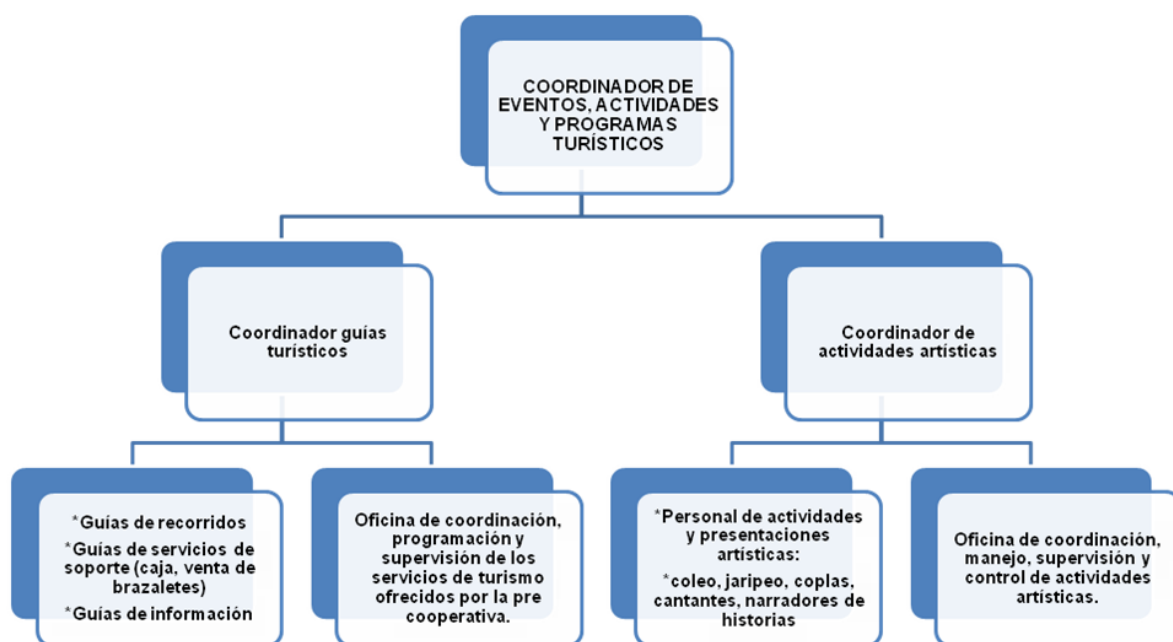 COORDINADOR DE
EVENTOS, ACTIVIDADES
Y PROGRAMAS
TURÍSTICOS
Coordinador guías
turísticos
Coordinador de
actividades artísticas
*Guías de recorridos
*Guías de servicios de
soporte (caja, venta de
brazaletes)
*Guías de información
Oficina de coordinación,
programación y
supervisión de los
servicios de turismo
ofrecidos por la pre
cooperativa.
*Personal de actividades
y presentaciones
artísticas:
*coleo, jaripeo, coplas,
cantantes, narradores de
historias
Oficina de coordinación,
manejo, supervisión y
control de actividades
artísticas.